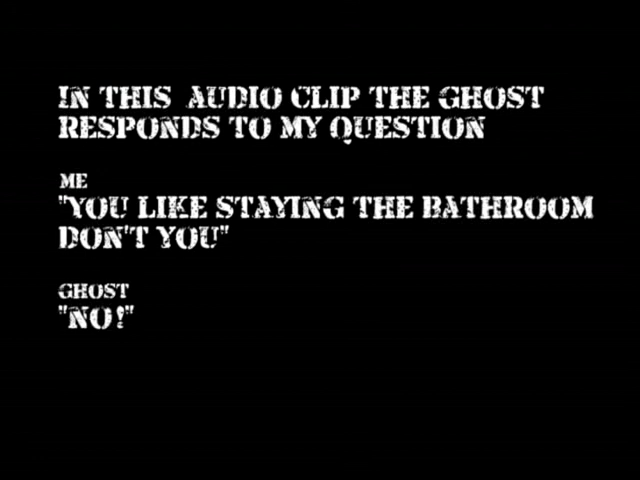 IN THIS AUDIO CLIP THE GHOST
RESPONDS TO MY QUESTION
ME
"YOU LIKE STAYING THE BATHROOM
DON'T YOU"
GHOST
"NO!"